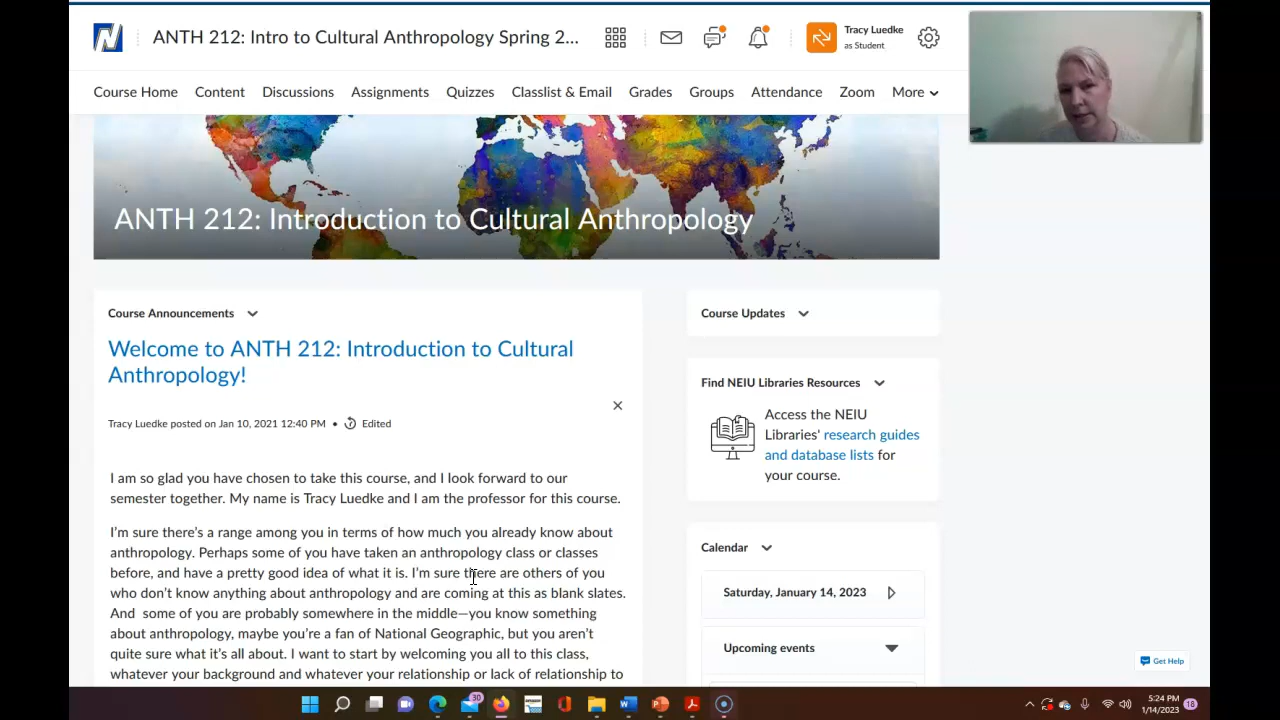 ANTH 212: Intro to Cultural Anthropology Spring 2...
Tracy Luedke
as Student
Course Home Content Discussions Assignments Quizzes Classlist & Email Grades Groups Attendance Zoom More
ANTH 212: Introduction to Cultural Anthropology
Course Announcements
Welcome to ANTH 212: Introduction to Cultural
Anthropology!
Tracy Luedke posted on Jan 10, 2021 12:40 PM • Edited
I am so glad you have chosen to take this course, and I look forward to our
semester together. My name is Tracy Luedke and I am the professor for this course.
I'm sure there's a range among you in terms of how much you already know about
anthropology. Perhaps some of you have taken an anthropology class or classes
before, and have a pretty good idea of what it is. I'm sure there are others of you
who don't know anything about anthropology and are coming at this as blank slates.
And some of you are probably somewhere in the middle—you know something
about anthropology, maybe you're a fan of National Geographic, but you aren't
quite sure what it's all about. I want to start by welcoming you all to this class,
whatever your background and whatever your relationship or lack of relationship to
Course Updates
Find NEIU Libraries Resources
Access the NEIU
Libraries' research guides
and database lists for
your course.
Calendar
Saturday, January 14, 2023
Upcoming events
Get Help
30
5:24 PM
1/14/2023
18